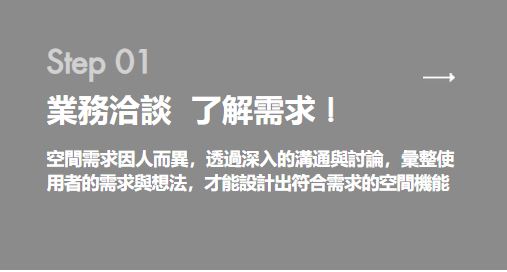 Step 01
業務洽談 了解需求！
空間需求因人而異，透過深入的溝通與討論，彙整使
用者的需求與想法，才能設計出符合需求的空間機能